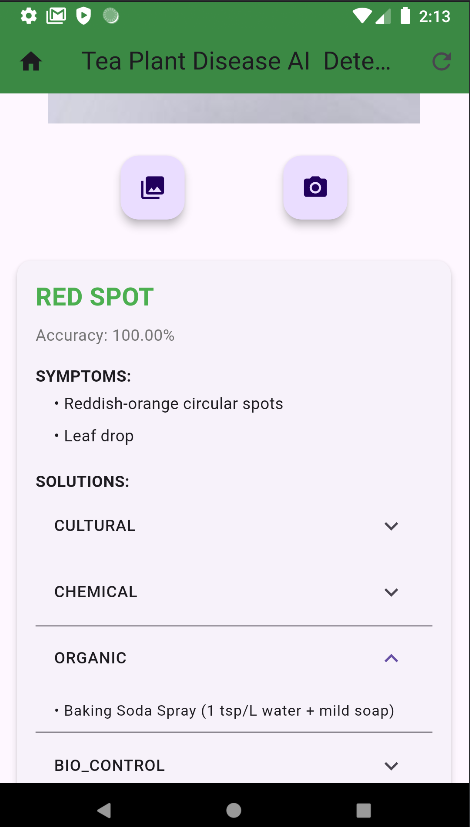 2:13
Tea Plant Disease AI Dete...
RED SPOT
Accuracy: 100.00%
SYMPTOMS:
• Reddish-orange circular spots
• Leaf drop
SOLUTIONS:
CULTURAL
CHEMICAL
ORGANIC
• Baking Soda Spray (1 tsp/L water + mild soap)
BIO_CONTROL